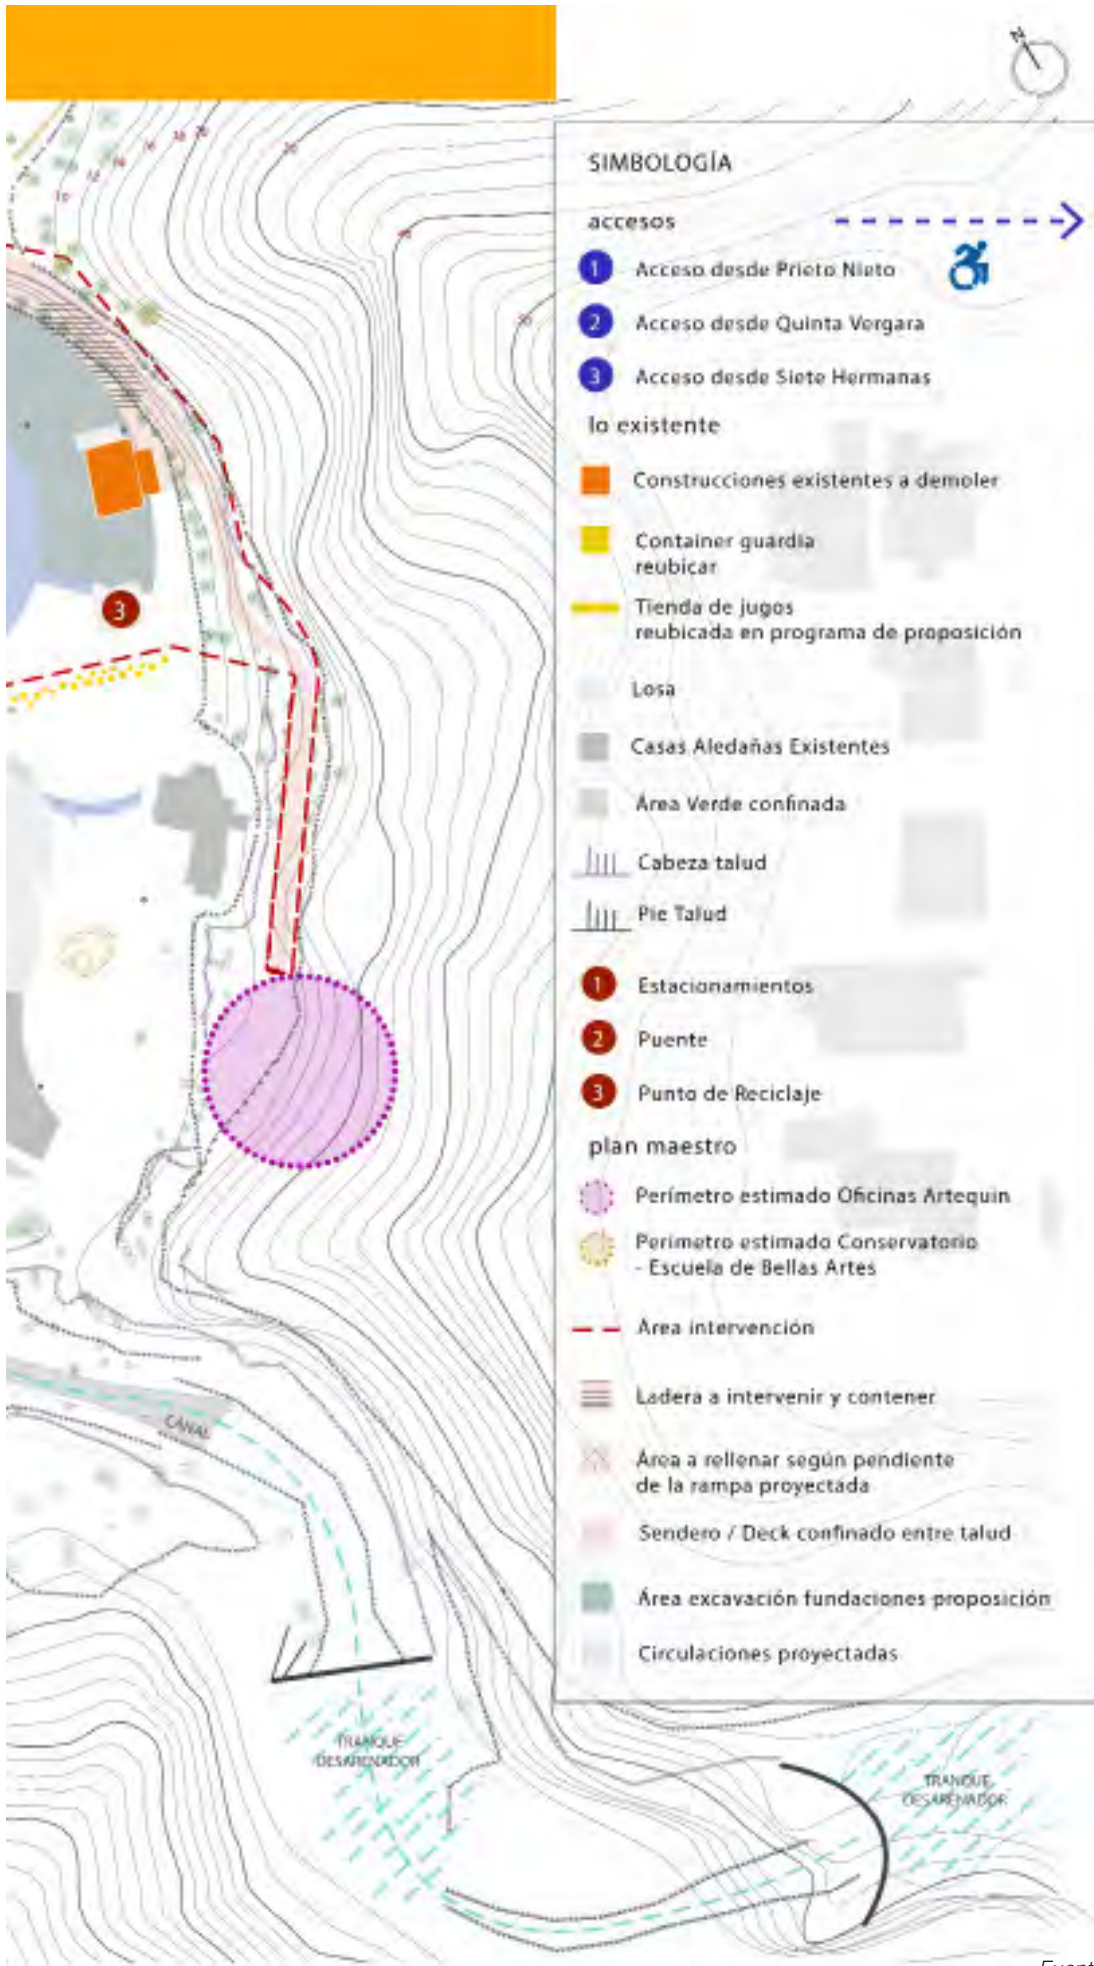 N
SIMBOLOGÍA
accesos
1 Acceso desde Prieto Nieto
2 Acceso desde Quinta Vergara
3 Acceso desde Siete Hermanas
lo existente
Construcciones existentes a demoler
Container guardia
reubicar
Tienda de jugos
reubicada en programa de proposición
Losa
Casas Aledañas Existentes
Área Verde confinada
Cabeza talud
Pie Talud
1 Estacionamientos
2 Puente
3 Punto de Reciclaje
plan maestro
Perímetro estimado Oficinas Artequin
Perímetro estimado Conservatorio
- Escuela de Bellas Artes
Área intervención
Ladera a intervenir y contener
Área a rellenar según pendiente
de la rampa proyectada
Sendero / Deck confinado entre talud
Área excavación fundaciones proposición
Circulaciones proyectadas
3
CANAL
TRANQUE
DESARENADOR
TRANQUE
DESARENADOR